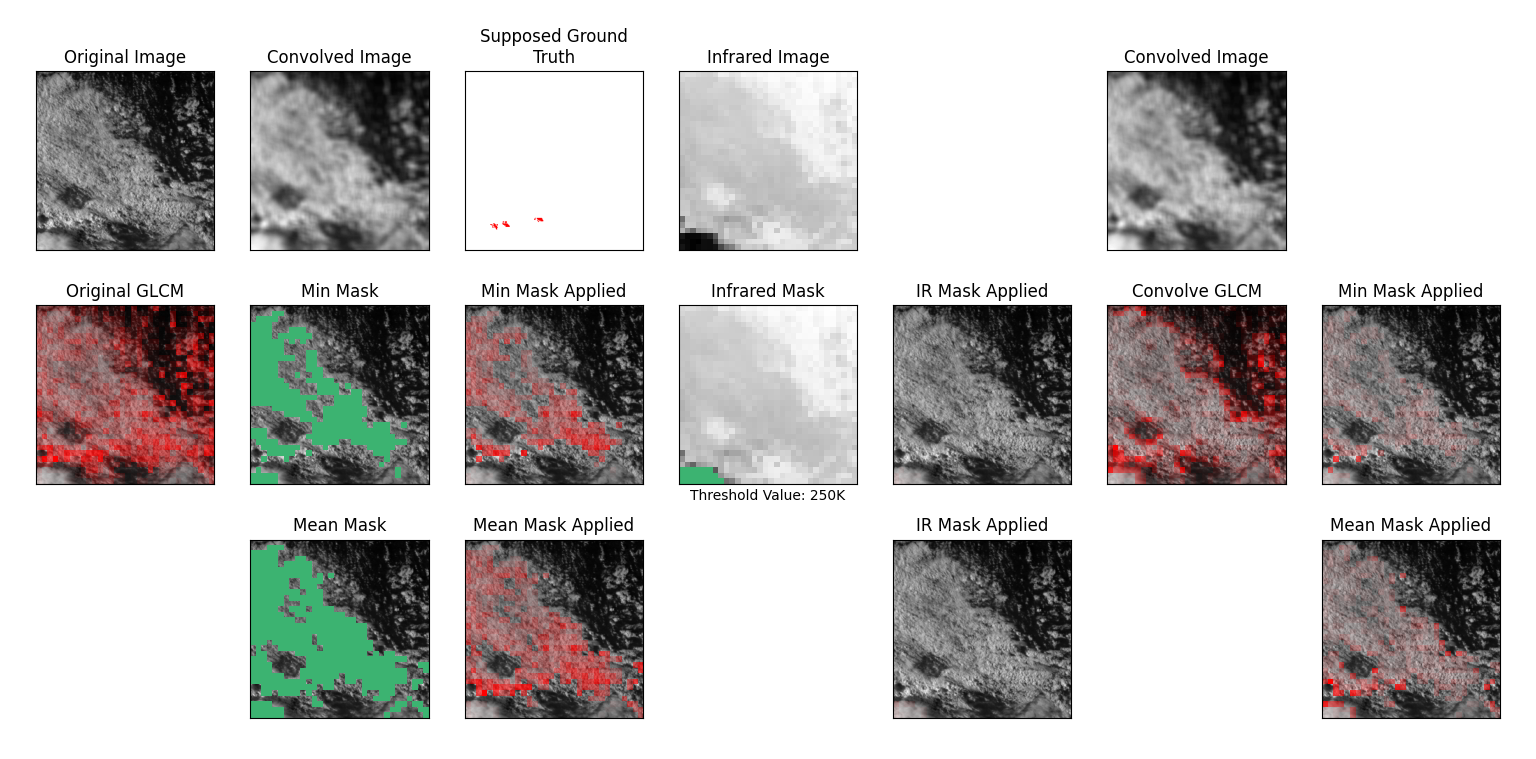 Original Image
Convolved Image
Supposed Ground
Truth
Infrared Image
Convolved Image
Original GLCM
Min Mask
Min Mask Applied
Infrared Mask
IR Mask Applied
Convolve GLCM
Min Mask Applied
Threshold Value: 250K
Mean Mask
Mean Mask Applied
IR Mask Applied
Mean Mask Applied